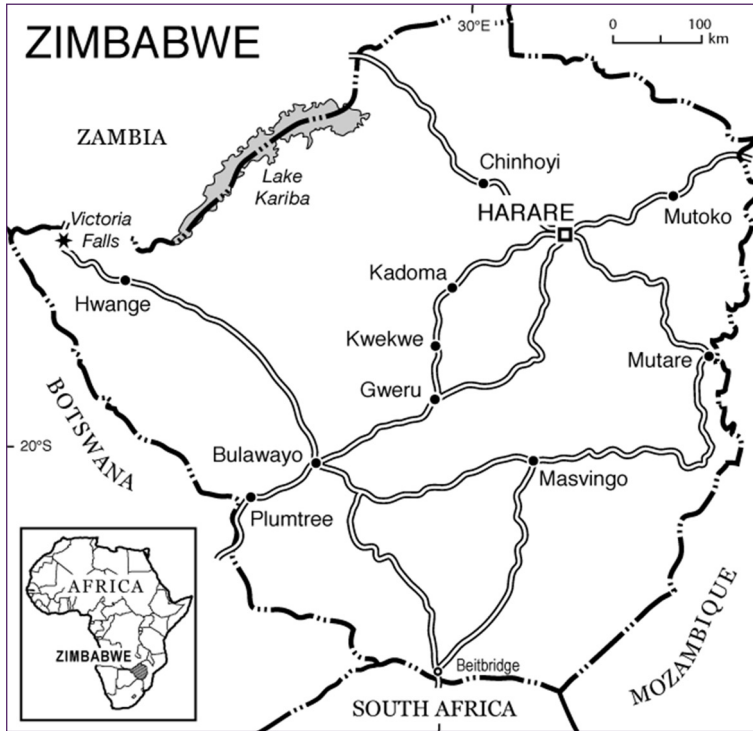 ZIMBABWE
30°E
0
100
km
ZAMBIA
Lake
Kariba
Chinhoyi
HARARE
Mutoko
Victoria
Falls
Hwange
Kadoma
Kwekwe
Gweru
Mutare
BOTSWANA
20°S
Bulawayo
Masvingo
Plumtree
AFRICA
ZIMBABWE
Beitbridge
SOUTH AFRICA
MOZAMBIQUE